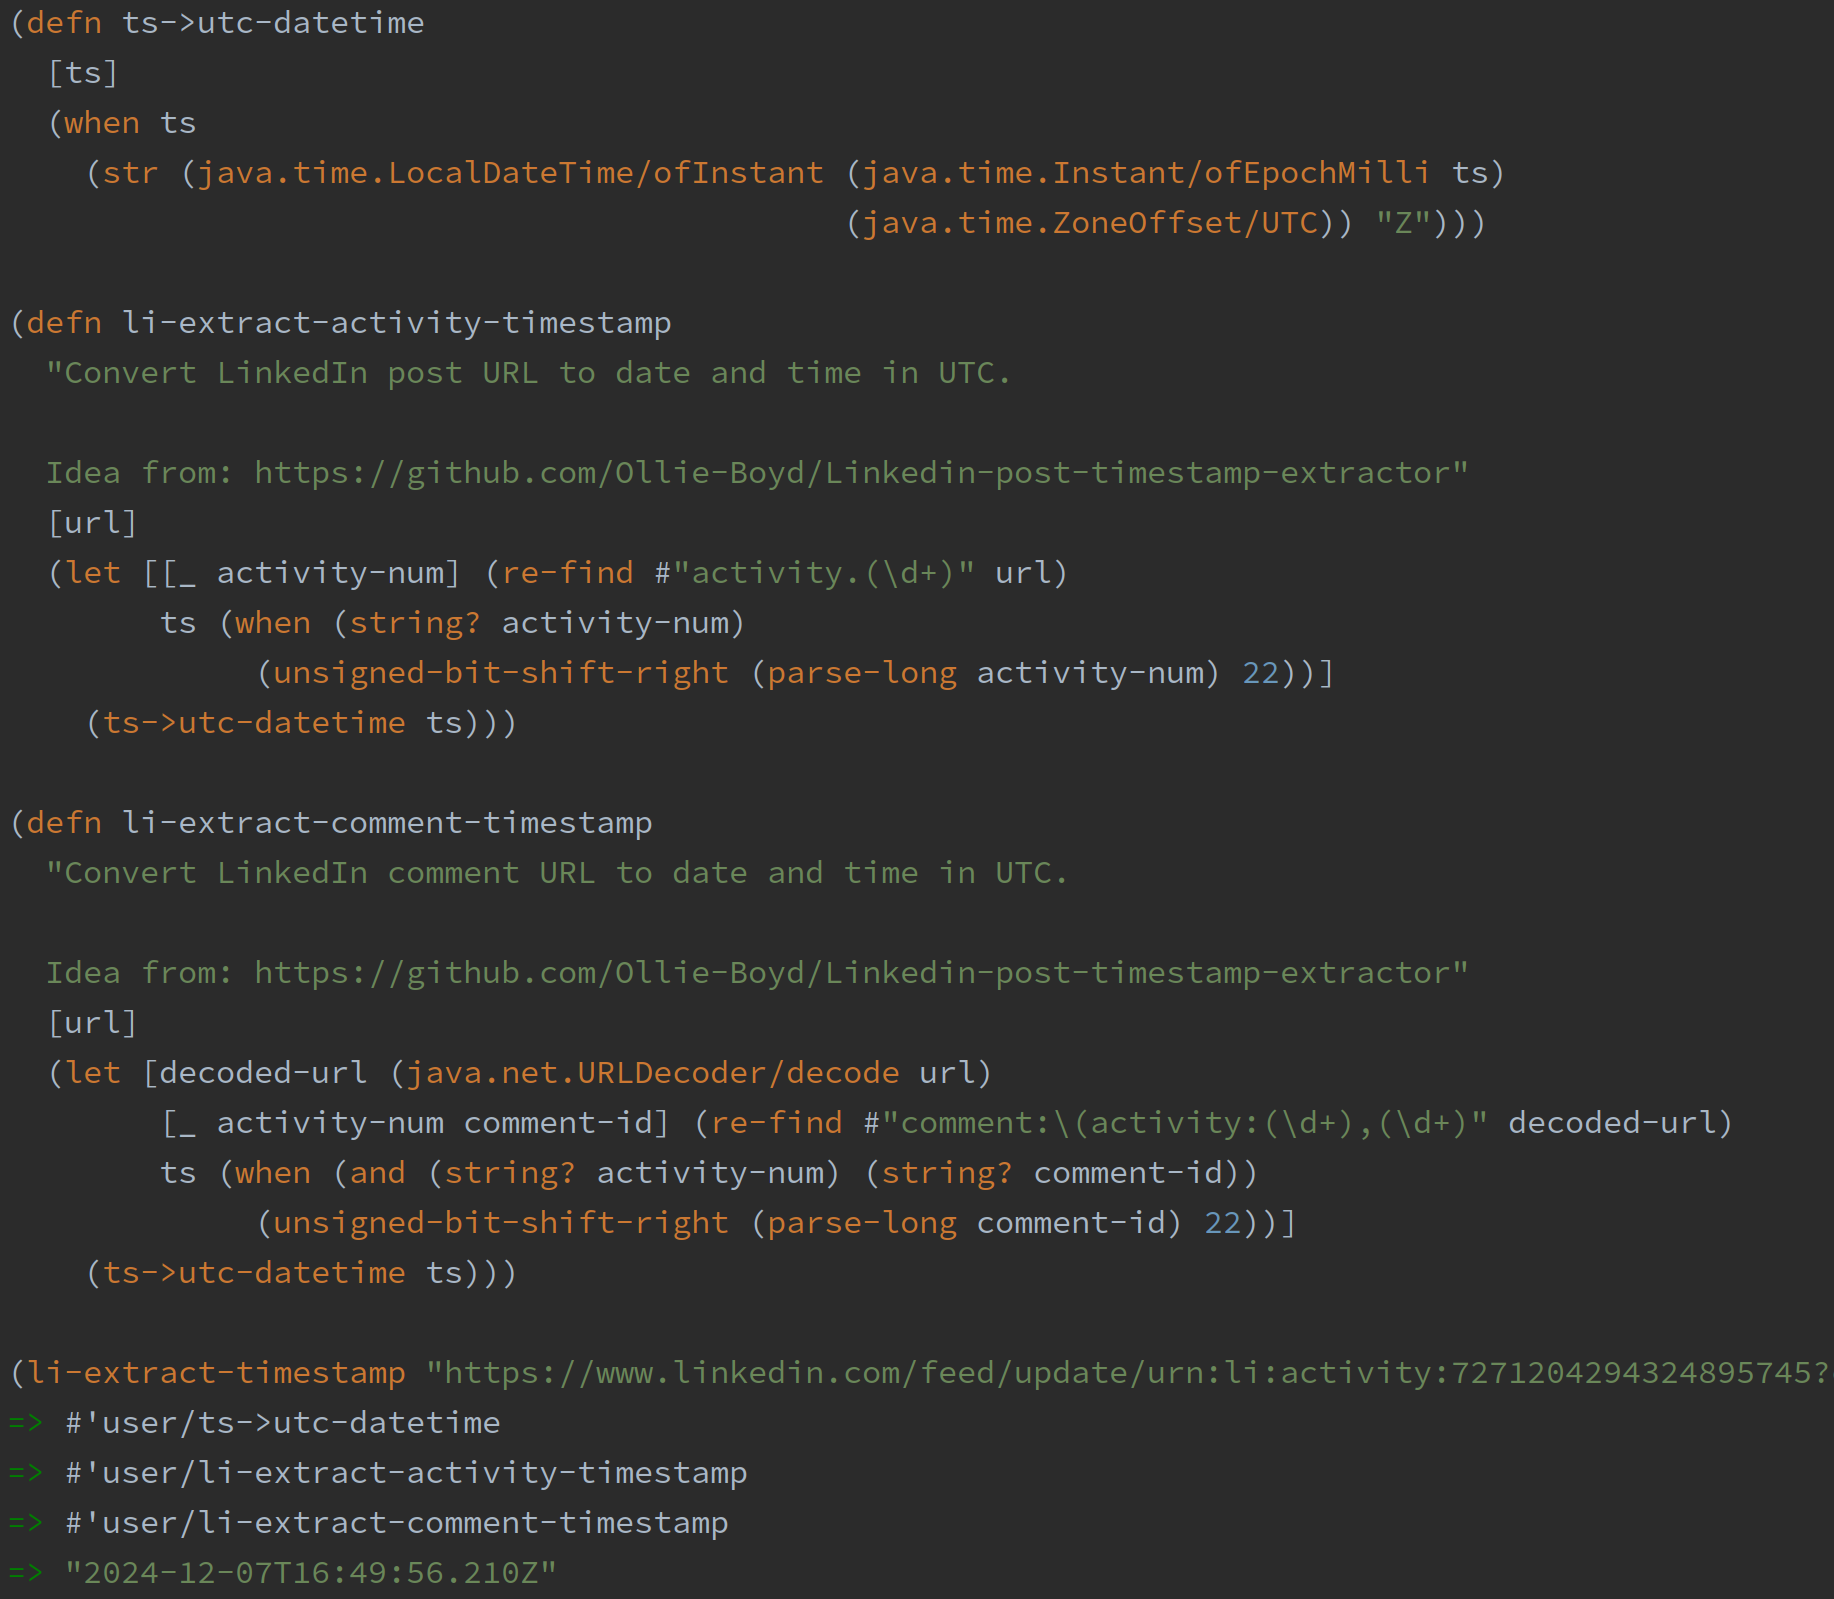 (defn ts->utc-datetime
  [ts]
  (when ts
    (str (java.time.LocalDateTime/ofInstant (java.time.Instant/ofEpochMilli ts)
                                            (java.time.ZoneOffset/UTC)) "Z")))

(defn li-extract-activity-timestamp
  "Convert LinkedIn post URL to date and time in UTC.

  Idea from: https://github.com/Ollie-Boyd/Linkedin-post-timestamp-extractor"
  [url]
  (let [[_ activity-num] (re-find #"activity.(\d+)" url)
        ts (when (string? activity-num)
             (unsigned-bit-shift-right (parse-long activity-num) 22))]
    (ts->utc-datetime ts)))

(defn li-extract-comment-timestamp
  "Convert LinkedIn comment URL to date and time in UTC.

  Idea from: https://github.com/Ollie-Boyd/Linkedin-post-timestamp-extractor"
  [url]
  (let [decoded-url (java.net.URLDecoder/decode url)
        [_ activity-num comment-id] (re-find #"comment:\(activity:(\d+),(\d+)" decoded-url)
        ts (when (and (string? activity-num) (string? comment-id))
             (unsigned-bit-shift-right (parse-long comment-id) 22))]
    (ts->utc-datetime ts)))

(li-extract-timestamp "https://www.linkedin.com/feed/update/urn:li:activity:7271204294324895745?
=> #'user/ts->utc-datetime
=> #'user/li-extract-activity-timestamp
=> #'user/li-extract-comment-timestamp
=> "2024-12-07T16:49:56.210Z"